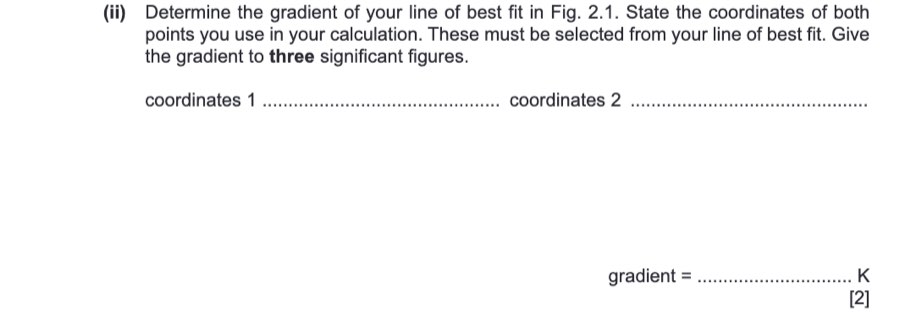 (ii) Determine the gradient of your line of best fit in Fig. 2.1. State the coordinates of both
points you use in your calculation. These must be selected from your line of best fit. Give
the gradient to three significant figures.
coordinates 1 ................................................ coordinates 2 ................................................
gradient = ............................... K
[2]